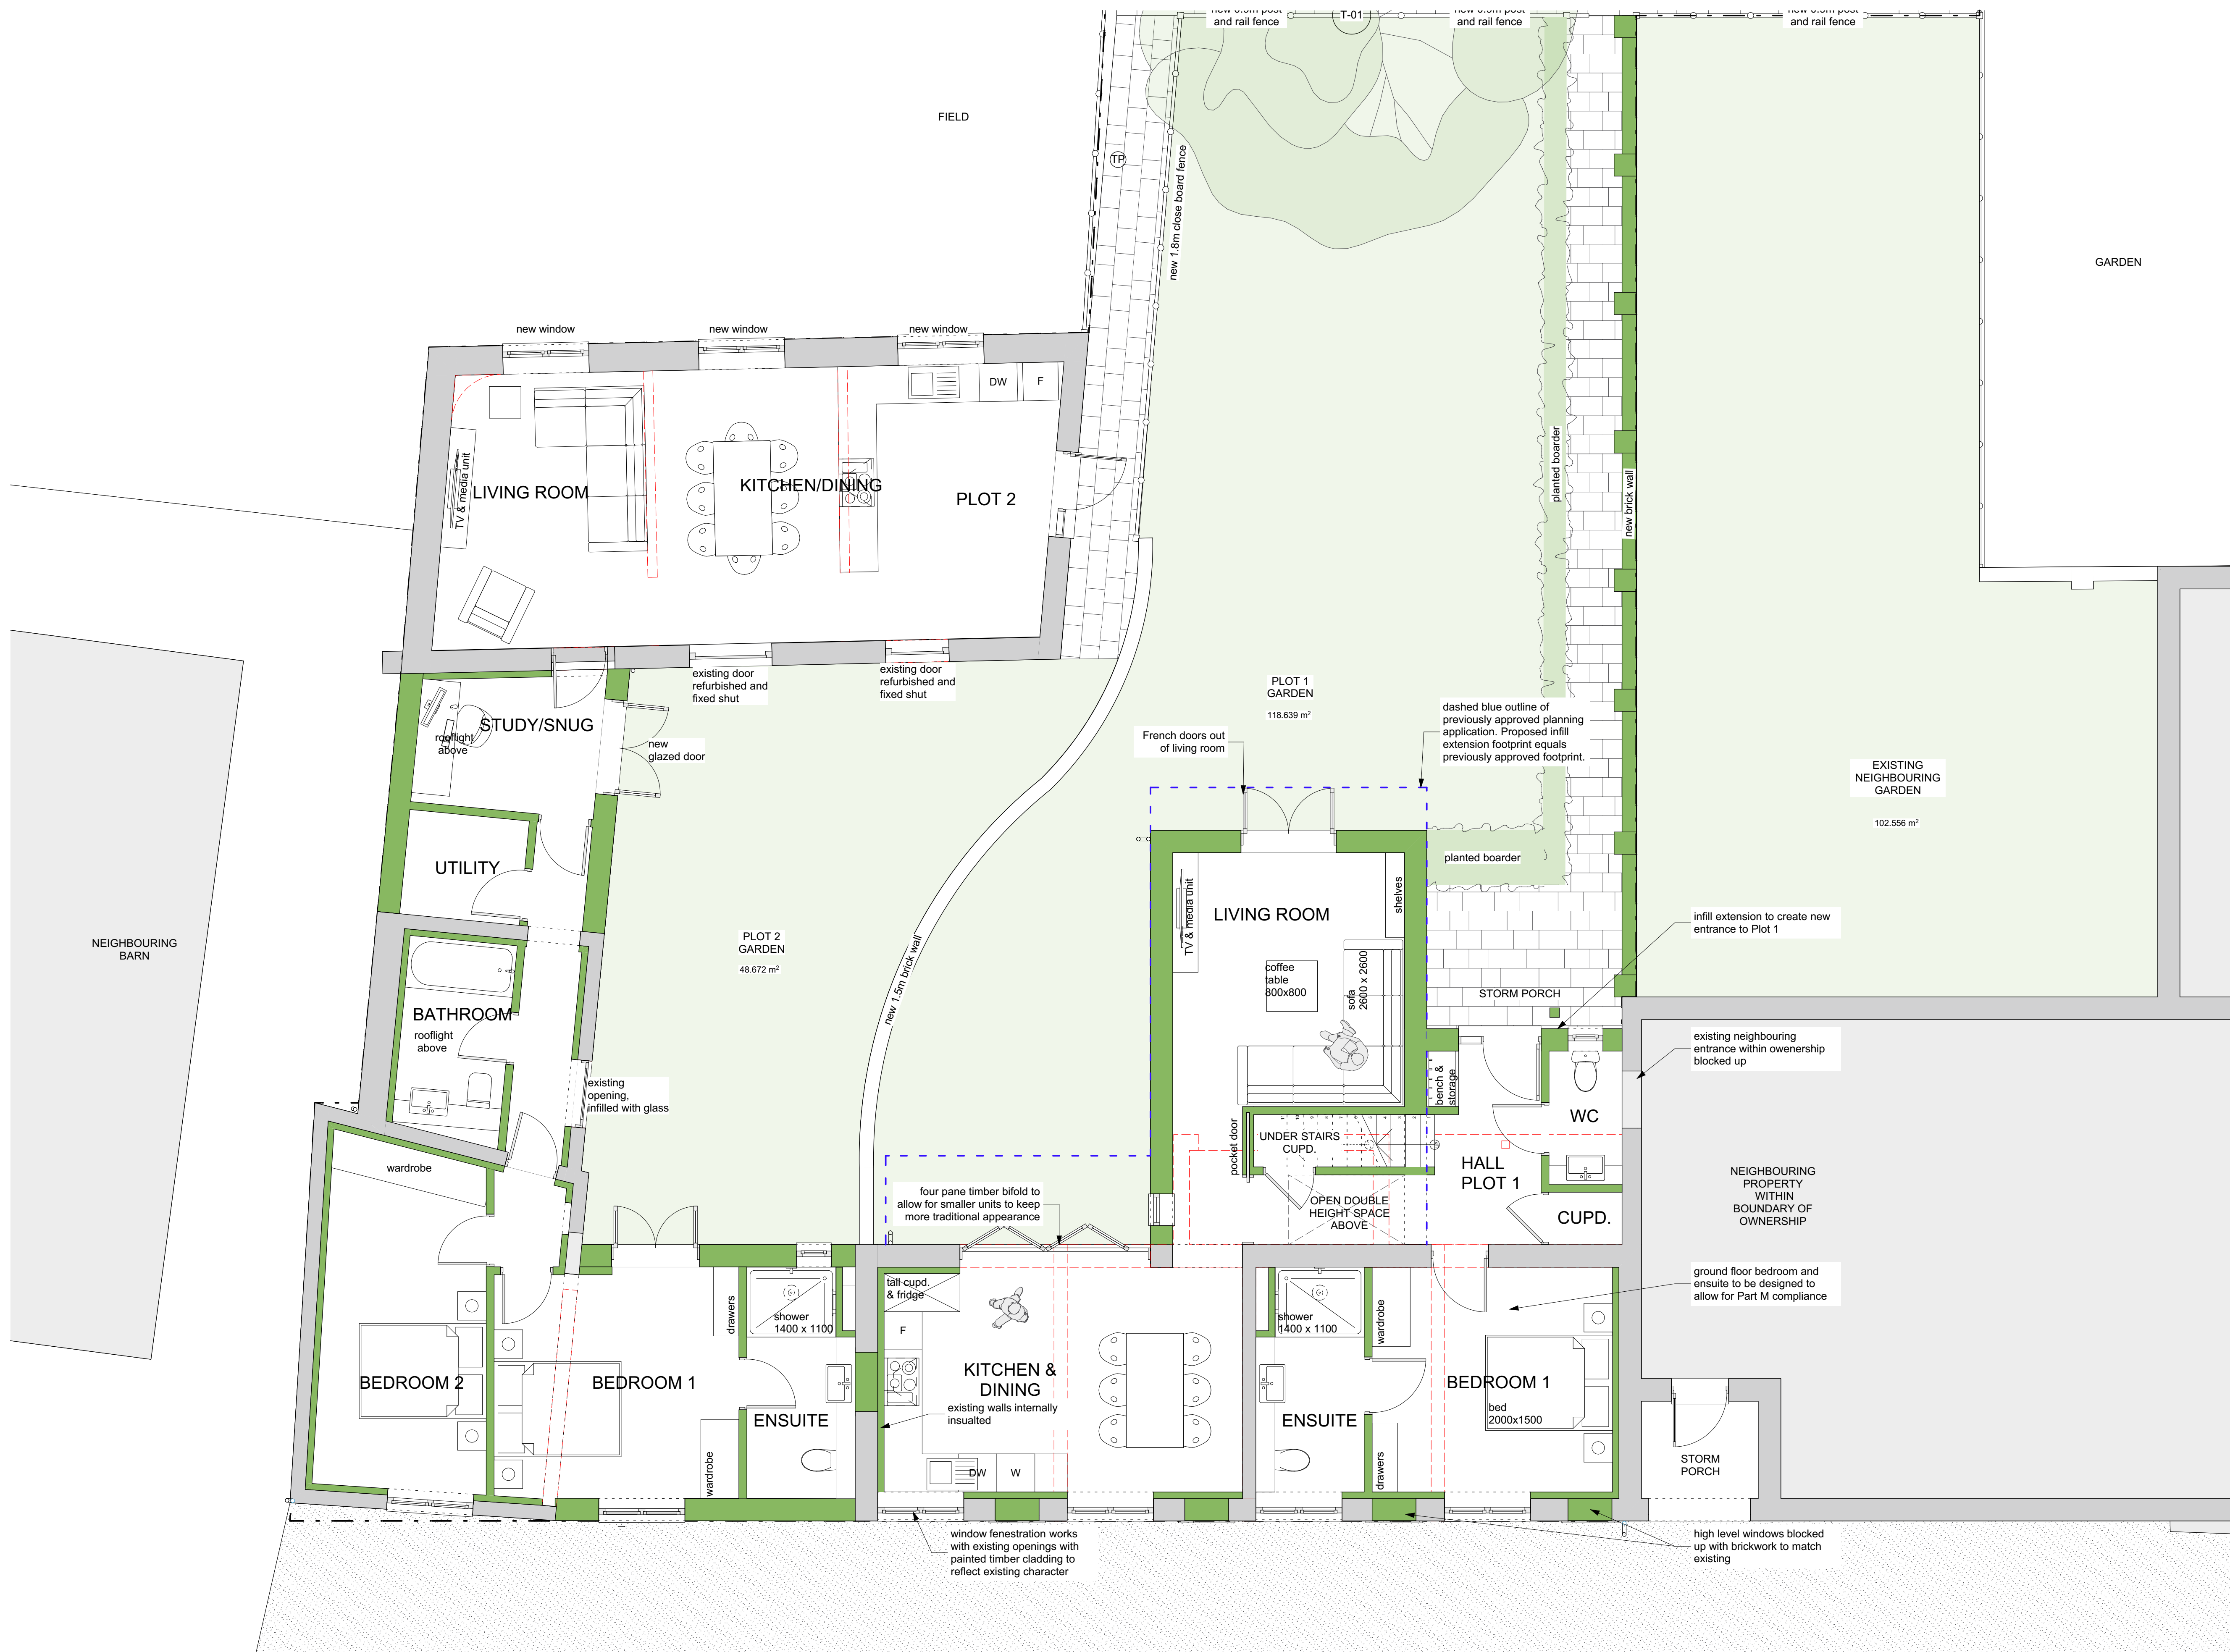 and rail fence
T-01
and rail fence
and rail fence
FIELD
TP
new 1.8m close board fence
GARDEN
new window
new window
new window
DW
F
TV & media unit
LIVING ROOM
KITCHEN/DINING
PLOT 2
planted boarder
new brick wall
existing door
refurbished and
fixed shut
existing door
refurbished and
fixed shut
STUDY/SNUG
rooflight
above
new
glazed door
PLOT 1
GARDEN
118.639 m²
French doors out
of living room
dashed blue outline of
previously approved planning
application. Proposed infill
extension footprint equals
previously approved footprint.
EXISTING
NEIGHBOURING
GARDEN
102.556 m²
UTILITY
planted boarder
NEIGHBOURING
BARN
PLOT 2
GARDEN
48.672 m²
new 1.5m brick wall
TV & media unit
LIVING ROOM
shelves
coffee
table
800x800
sofa
2600 x 2600
STORM PORCH
infill extension to create new
entrance to Plot 1
BATHROOM
rooflight
above
existing
opening,
infilled with glass
existing neighbouring
entrance within owenership
blocked up
bench &
storage
WC
pocket door
UNDER STAIRS
CUPD.
HALL
PLOT 1
wardrobe
four pane timber bifold to
allow for smaller units to keep
more traditional appearance
OPEN DOUBLE
HEIGHT SPACE
ABOVE
CUPD.
NEIGHBOURING
PROPERTY
WITHIN
BOUNDARY OF
OWNERSHIP
ground floor bedroom and
ensuite to be designed to
allow for Part M compliance
tall cupd.
& fridge
F
drawers
shower
1400 x 1100
shower
1400 x 1100
wardrobe
BEDROOM 2
BEDROOM 1
ENSUITE
wardrobe
KITCHEN &
DINING
existing walls internally
insualted
DW
W
ENSUITE
drawers
BEDROOM 1
bed
2000x1500
STORM
PORCH
window fenestration works
with existing openings with
painted timber cladding to
reflect existing character
high level windows blocked
up with brickwork to match
existing